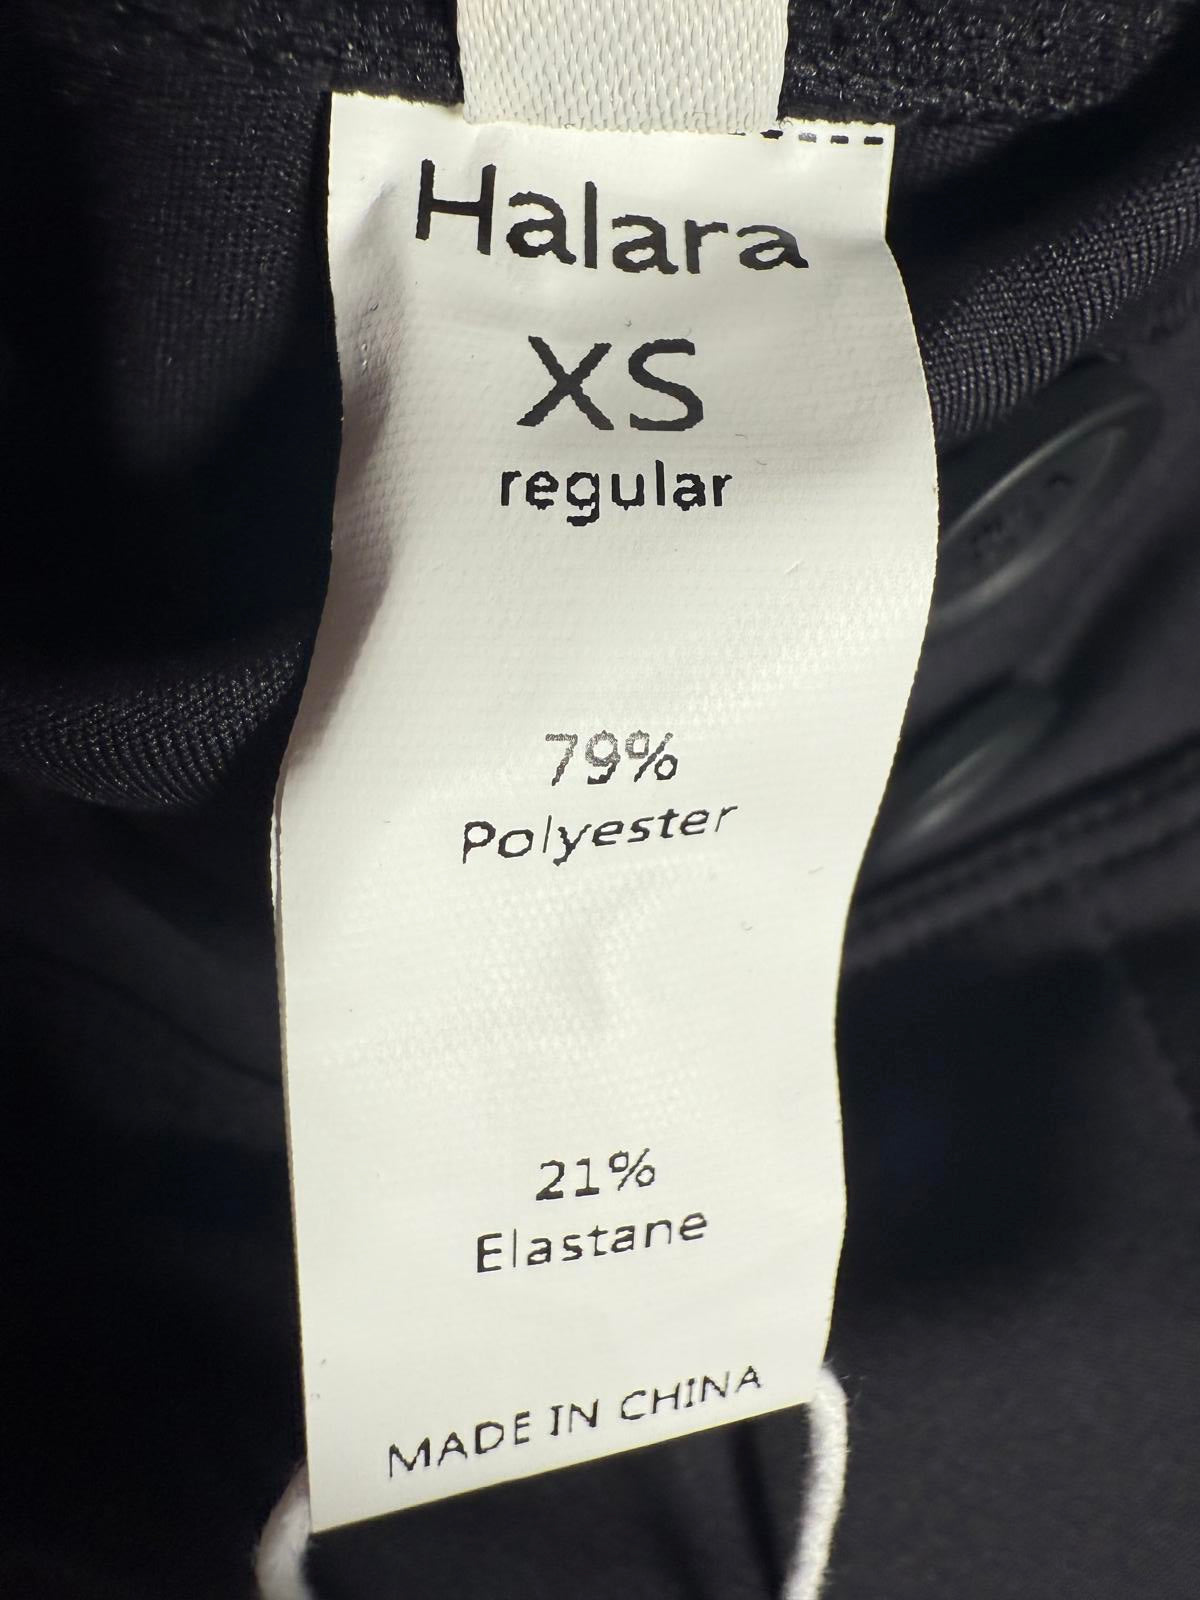 Halara
XS
regular
79%
Polyester
21%
Elastane
MADE IN CHINA